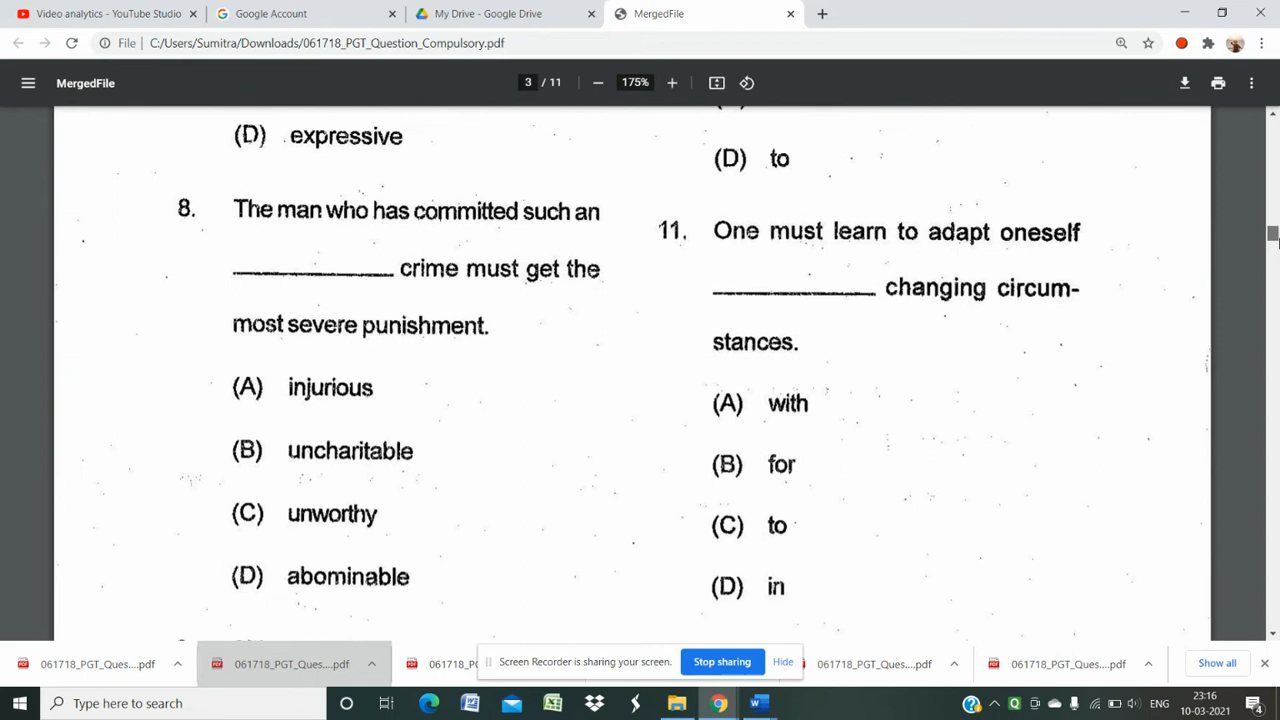 Video analytics - YouTube Studio
Google Account
My Drive - Google Drive
MergedFile
File
C:/Users/Sumitra/Downloads/061718_PGT_Question_Compulsory.pdf
MergedFile
3 / 11
175%
(D) expressive
8. The man who has committed such an
____________ crime must get the
most severe punishment.
(A) injurious
(B) uncharitable
(C) unworthy
(D) abominable
(D) to
11. One must learn to adapt oneself
____________ changing circum-
stances.
(A) with
(B) for
(C) to
(D) in
061718_PGT_Ques....pdf
061718_PGT_Ques....pdf
061718_P
Screen Recorder is sharing your screen.
Stop sharing
Hide
061718_PGT_Ques....pdf
061718_PGT_Ques....pdf
Show all
Type here to search
ENG
23:16
10-03-2021
4